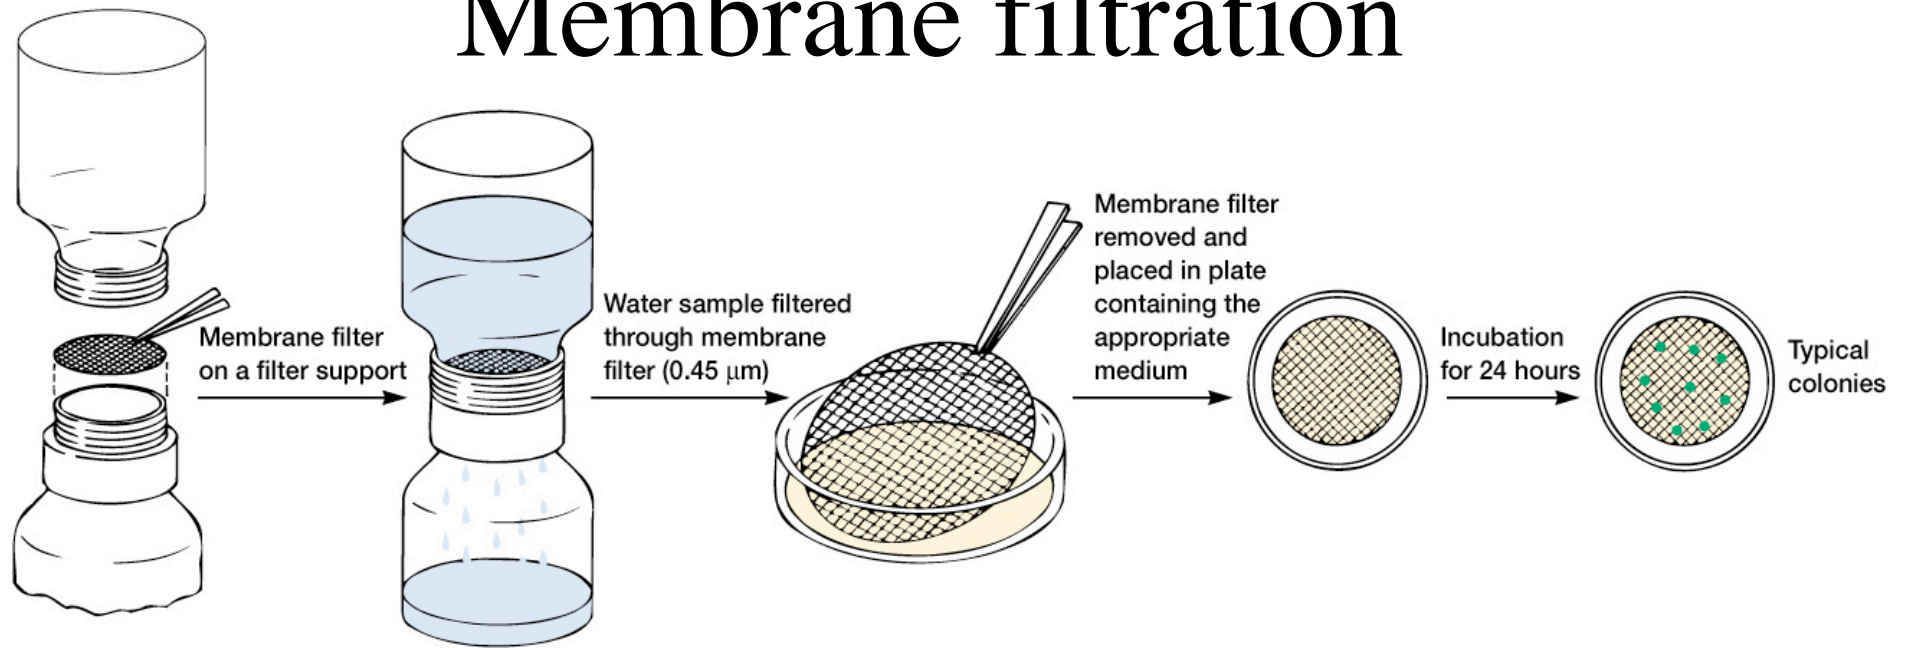 Membrane filtration
Membrane filter
on a filter support
Water sample filtered
through membrane
filter (0.45 μm)
Membrane filter
removed and
placed in plate
containing the
appropriate
medium
Incubation
for 24 hours
Typical
colonies